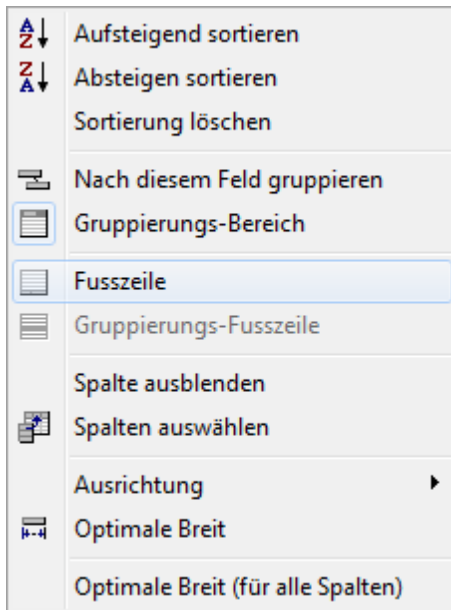 Aufsteigend sortieren
Absteigen sortieren
Sortierung löschen
Nach diesem Feld gruppieren
Gruppierungs-Bereich
Fusszeile
Gruppierungs-Fusszeile
Spalte ausblenden
Spalten auswählen
Ausrichtung
Optimale Breit
Optimale Breit (für alle Spalten)